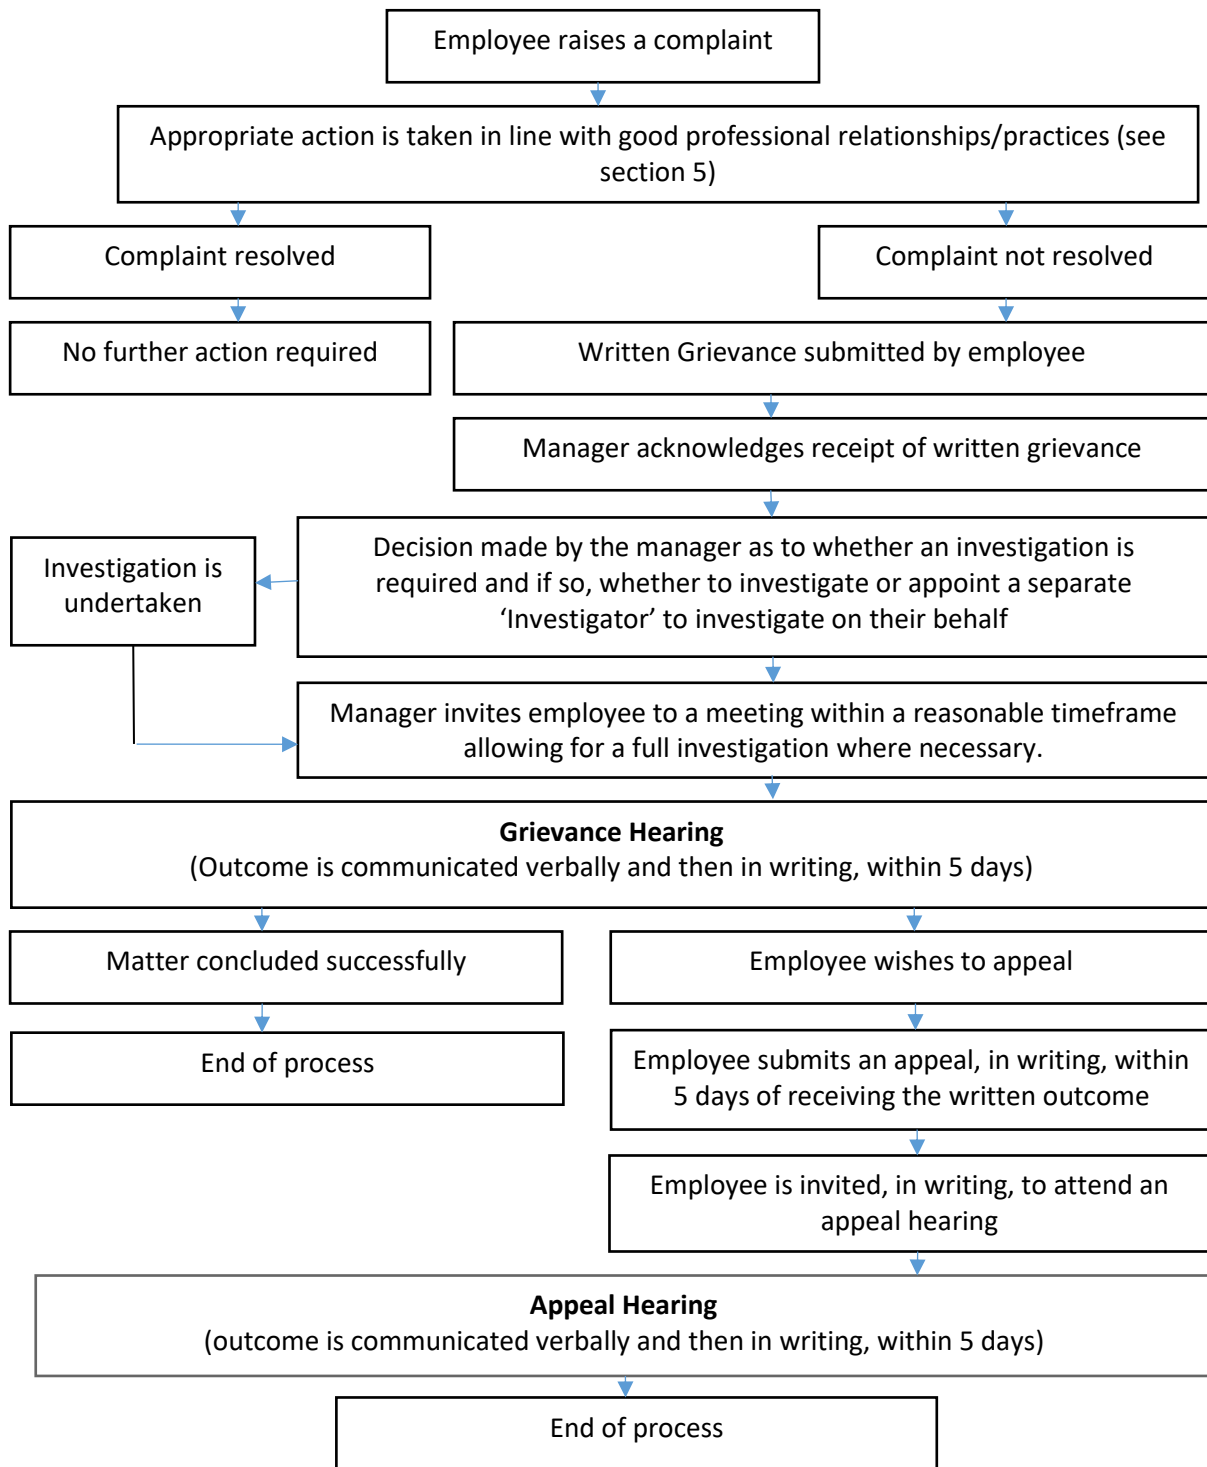 Employee raises a complaint
Appropriate action is taken in line with good professional relationships/practices (see
section 5)
Complaint resolved
Complaint not resolved
No further action required
Written Grievance submitted by employee
Manager acknowledges receipt of written grievance
Investigation is
undertaken
Decision made by the manager as to whether an investigation is
required and if so, whether to investigate or appoint a separate
‘Investigator’ to investigate on their behalf
Manager invites employee to a meeting within a reasonable timeframe
allowing for a full investigation where necessary.
Grievance Hearing
(Outcome is communicated verbally and then in writing, within 5 days)
Matter concluded successfully
Employee wishes to appeal
End of process
Employee submits an appeal, in writing, within
5 days of receiving the written outcome
Employee is invited, in writing, to attend an
appeal hearing
Appeal Hearing
(outcome is communicated verbally and then in writing, within 5 days)
End of process